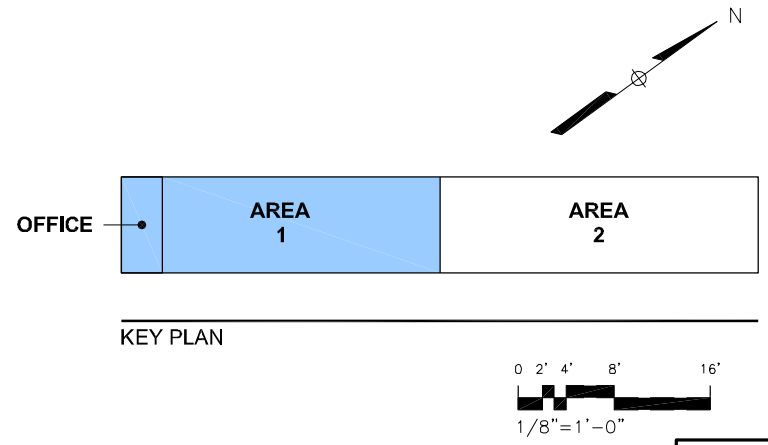 N
OFFICE
AREA
1
AREA
2
KEY PLAN
0 2' 4' 8' 16'
1/8"=1'-0"